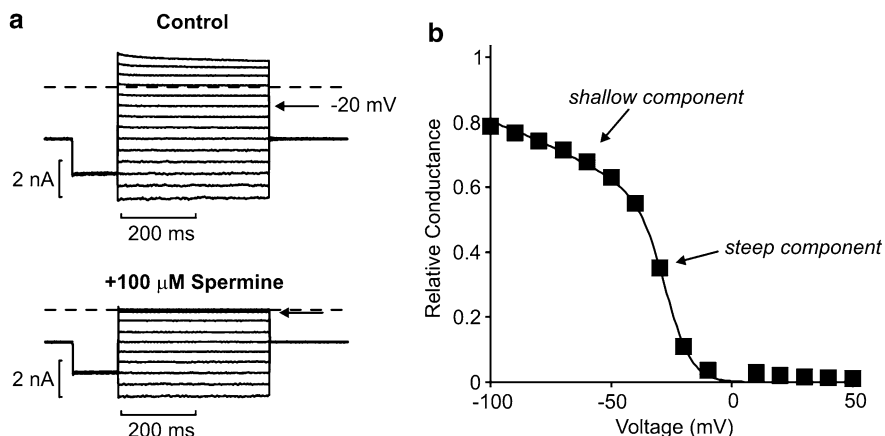 a
Control
-20 mV
2 nA
200 ms
+100 μM Spermine
2 nA
200 ms
b
1
0.8
0.6
0.4
0.2
0
Relative Conductance
shallow component
steep component
-100
-50
0
50
Voltage (mV)